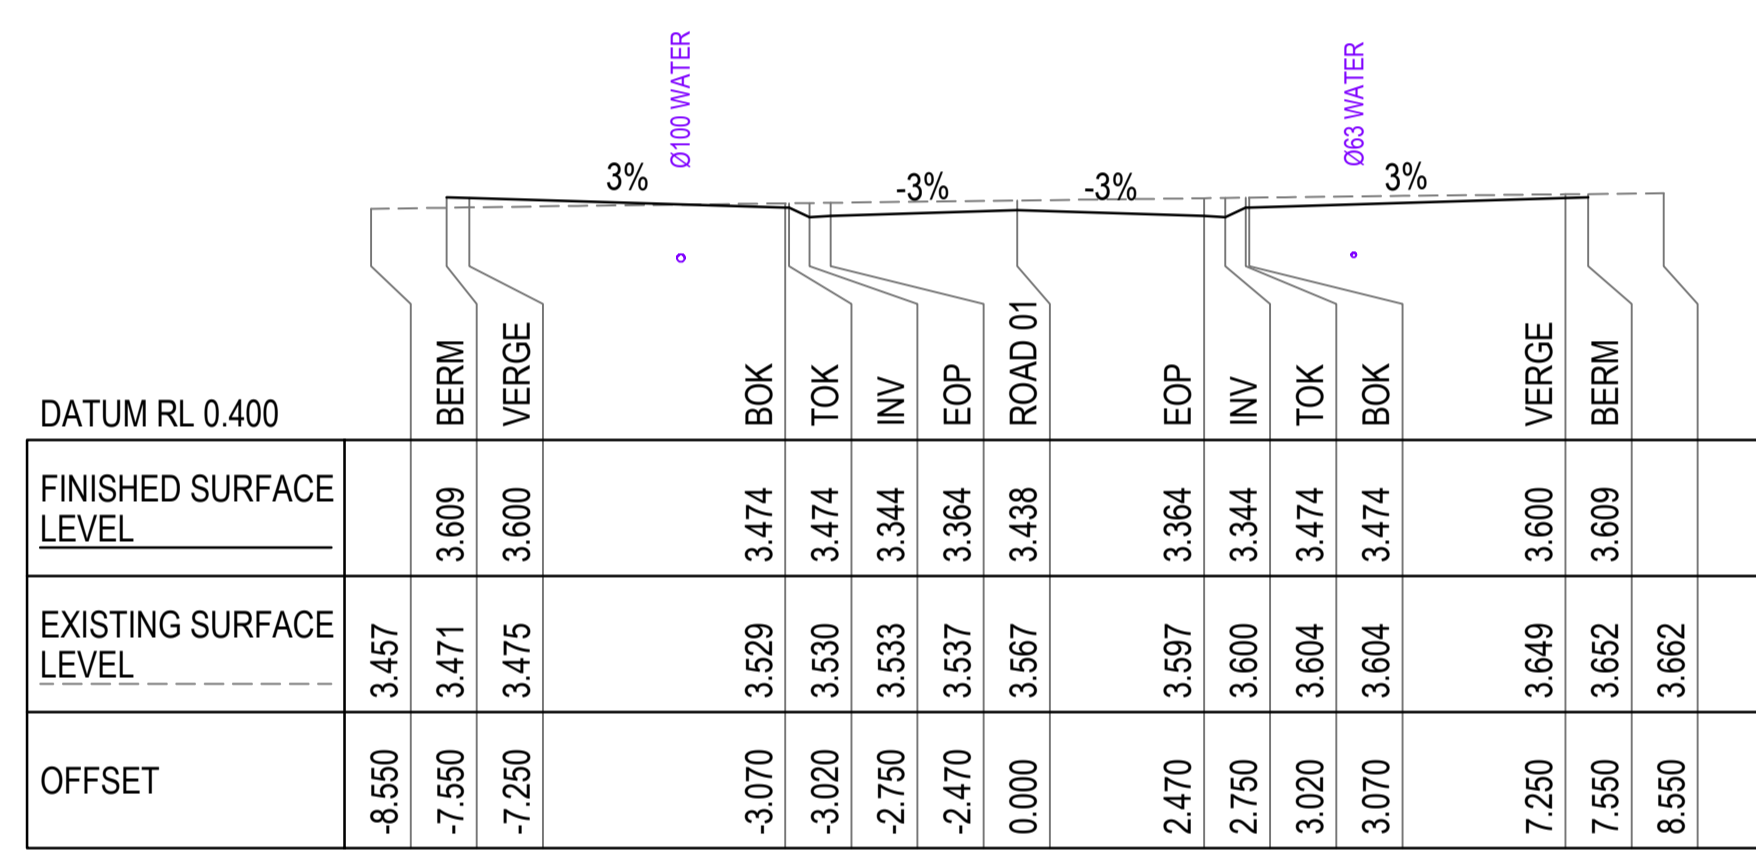 Ø100 WATER
Ø63 WATER
3%
-3%
-3%
3%
DATUM RL 0.400
BERM
VERGE
BOK
TOK
INV
EOP
ROAD 01
EOP
INV
TOK
BOK
VERGE
BERM
FINISHED SURFACE
LEVEL
3.609
3.600
3.474
3.474
3.344
3.364
3.438
3.364
3.344
3.474
3.474
3.600
3.609
EXISTING SURFACE
LEVEL
3.457
3.471
3.475
3.529
3.530
3.533
3.537
3.567
3.597
3.600
3.604
3.604
3.649
3.652
3.662
OFFSET
-8.550
-7.550
-7.250
-3.070
-3.020
-2.750
-2.470
0.000
2.470
2.750
3.020
3.070
7.250
7.550
8.550